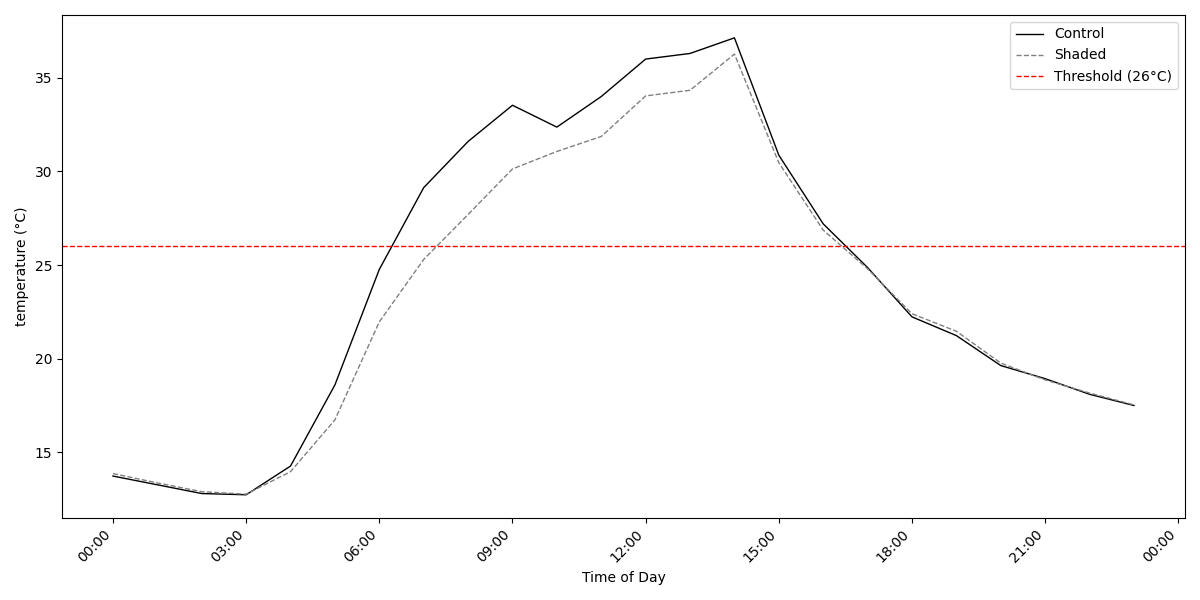 Control
Shaded
Threshold (26°C)
temperature (°C)
35
30
25
20
15
00:00 03:00 06:00 09:00 12:00 15:00 18:00 21:00 00:00
Time of Day